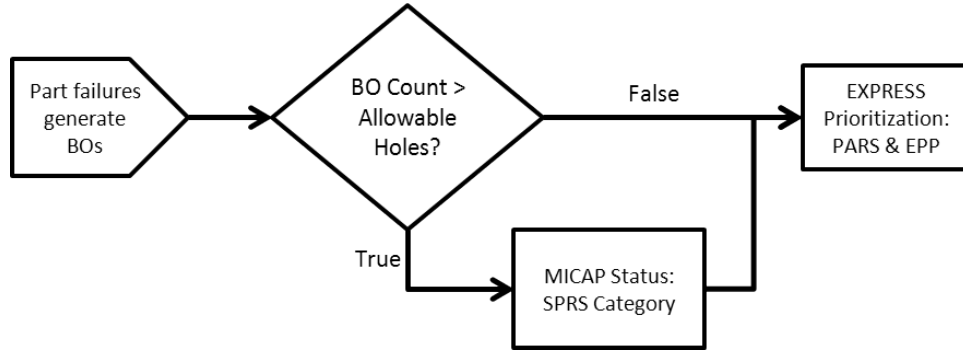 Part failures
generate
BOs
BO Count >
Allowable
Holes?
False
EXPRESS
Prioritization:
PARS & EPP
True
MICAP Status:
SPRS Category